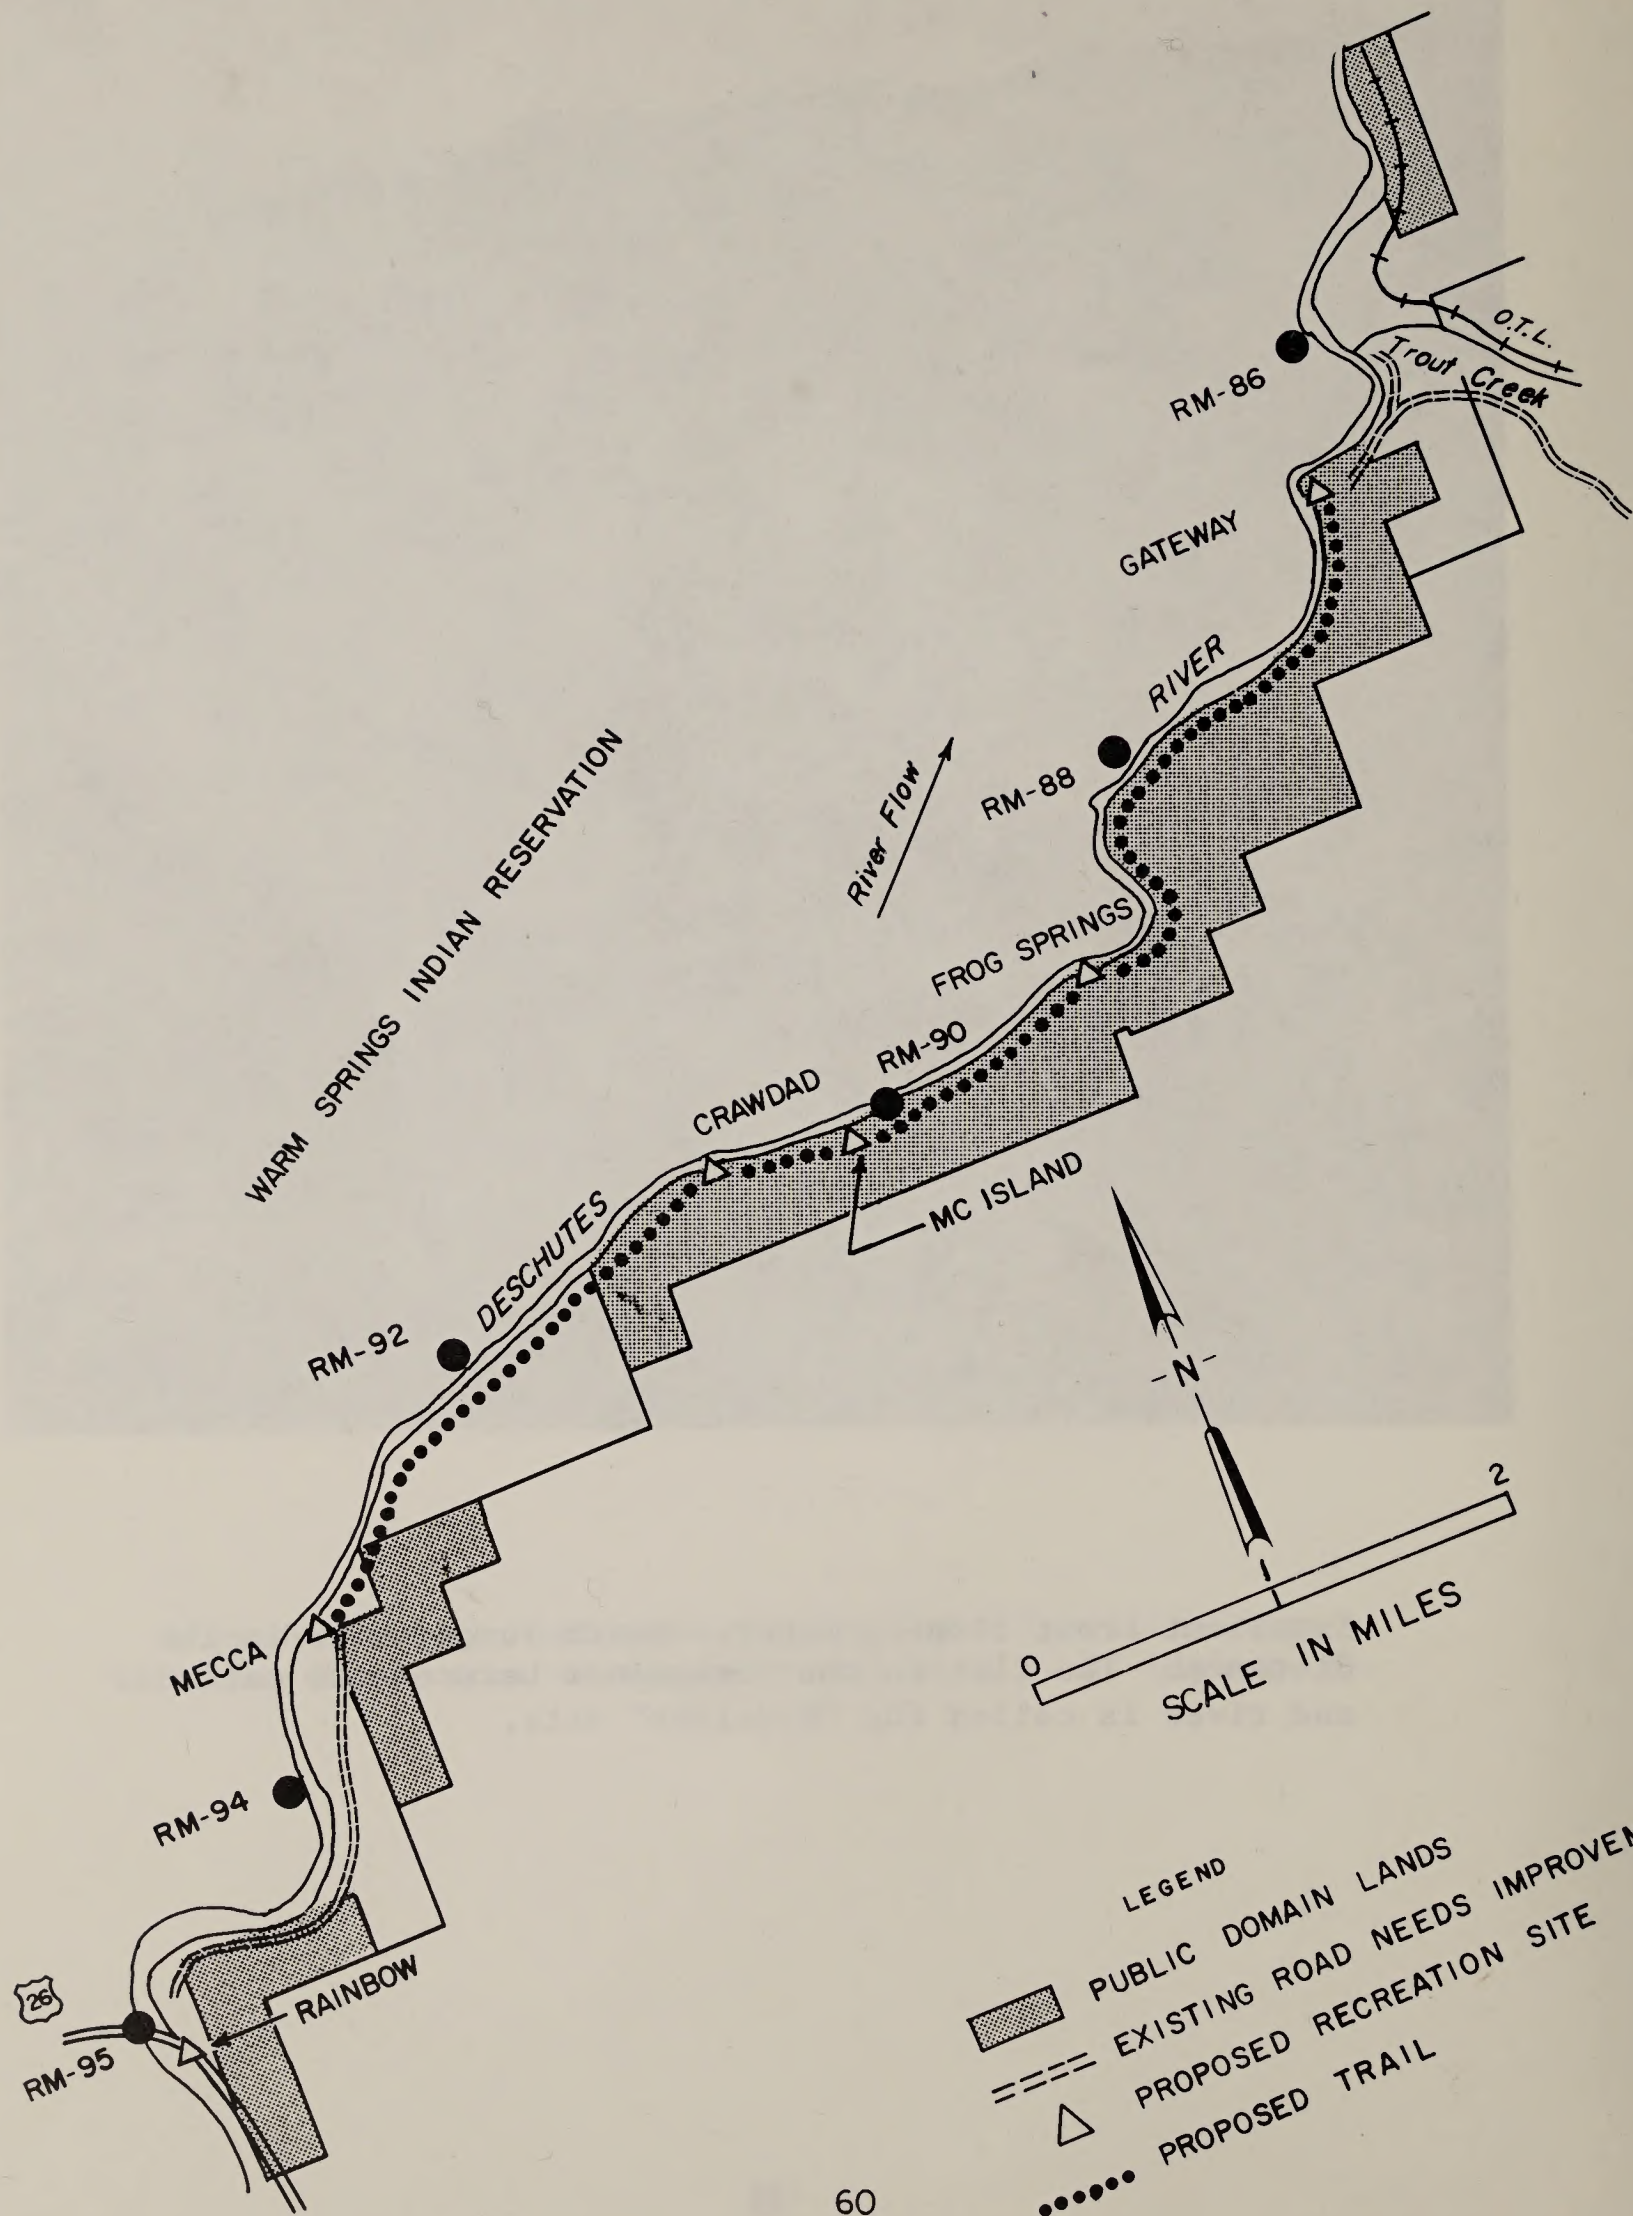 O.T.L.
Trout Creek
RM-86
GATEWAY
RIVER
RM-88
River Flow
WARM SPRINGS INDIAN RESERVATION
FROG SPRINGS
RM-90
CRAWDAD
MC ISLAND
DESCHUTES
RM-92
-N-
0 1 2
SCALE IN MILES
MECCA
RM-94
RAINBOW
26
RM-95
LEGEND
PUBLIC DOMAIN LANDS
EXISTING ROAD NEEDS IMPROVEM
PROPOSED RECREATION SITE
PROPOSED TRAIL
60